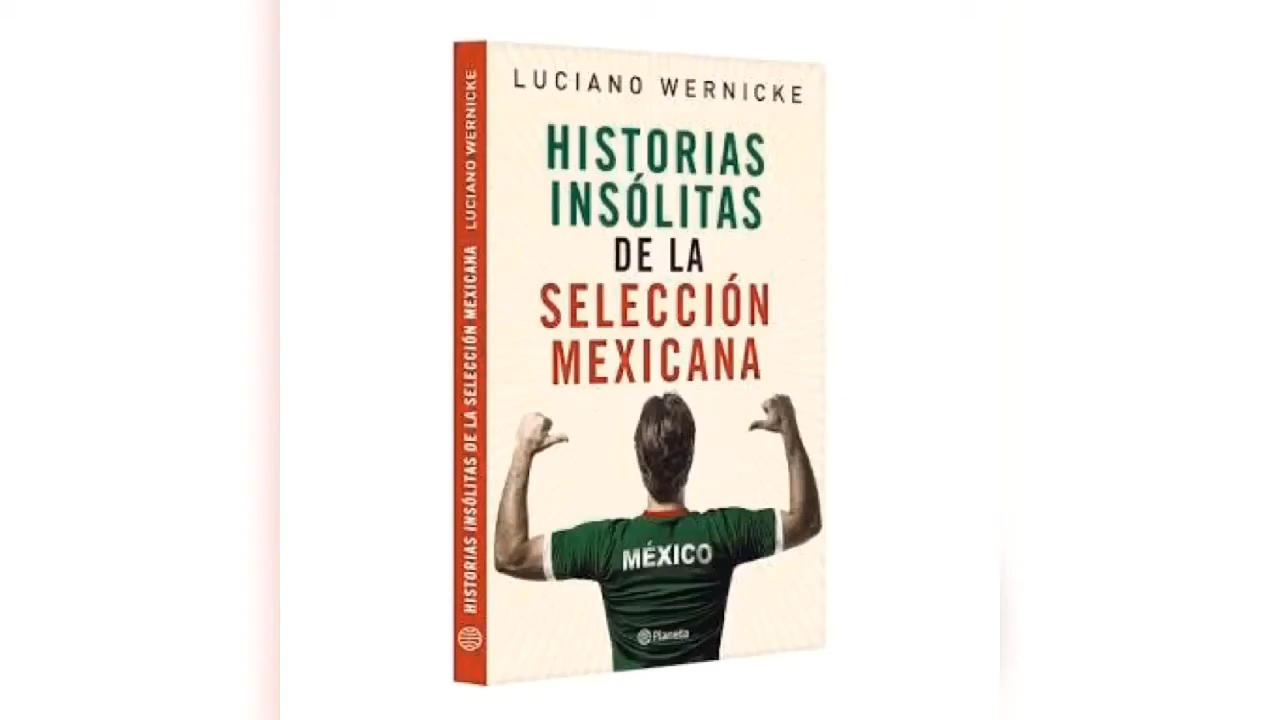 LUCIANO WERNICKE
HISTORIAS
INSÓLITAS
DE LA
SELECCIÓN
MEXICANA
MÉXICO
Planeta
HISTORIAS INSÓLITAS DE LA SELECCIÓN MEXICANA LUCIANO WERNICKE